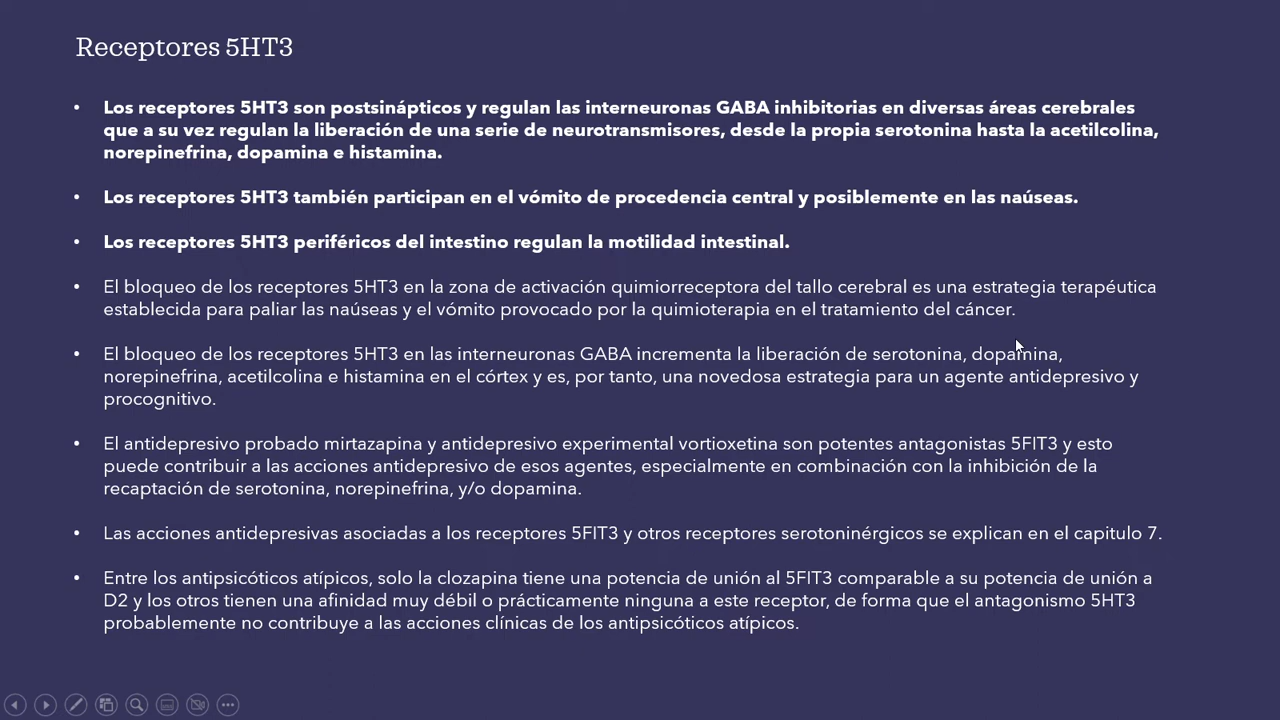 Receptores 5HT3
• Los receptores 5HT3 son postsinápticos y regulan las interneuronas GABA inhibitorias en diversas áreas cerebrales
que a su vez regulan la liberación de una serie de neurotransmisores, desde la propia serotonina hasta la acetilcolina,
norepinefrina, dopamina e histamina.
• Los receptores 5HT3 también participan en el vómito de procedencia central y posiblemente en las naúseas.
• Los receptores 5HT3 periféricos del intestino regulan la motilidad intestinal.
• El bloqueo de los receptores 5HT3 en la zona de activación quimiorreceptora del tallo cerebral es una estrategia terapéutica
establecida para paliar las naúseas y el vómito provocado por la quimioterapia en el tratamiento del cáncer.
• El bloqueo de los receptores 5HT3 en las interneuronas GABA incrementa la liberación de serotonina, dopamina,
norepinefrina, acetilcolina e histamina en el córtex y es, por tanto, una novedosa estrategia para un agente antidepresivo y
procognitivo.
• El antidepresivo probado mirtazapina y antidepresivo experimental vortioxetina son potentes antagonistas 5FIT3 y esto
puede contribuir a las acciones antidepresivo de esos agentes, especialmente en combinación con la inhibición de la
recaptación de serotonina, norepinefrina, y/o dopamina.
• Las acciones antidepresivas asociadas a los receptores 5FIT3 y otros receptores serotoninérgicos se explican en el capitulo 7.
• Entre los antipsicóticos atípicos, solo la clozapina tiene una potencia de unión al 5FIT3 comparable a su potencia de unión a
D2 y los otros tienen una afinidad muy débil o prácticamente ninguna a este receptor, de forma que el antagonismo 5HT3
probablemente no contribuye a las acciones clínicas de los antipsicóticos atípicos.